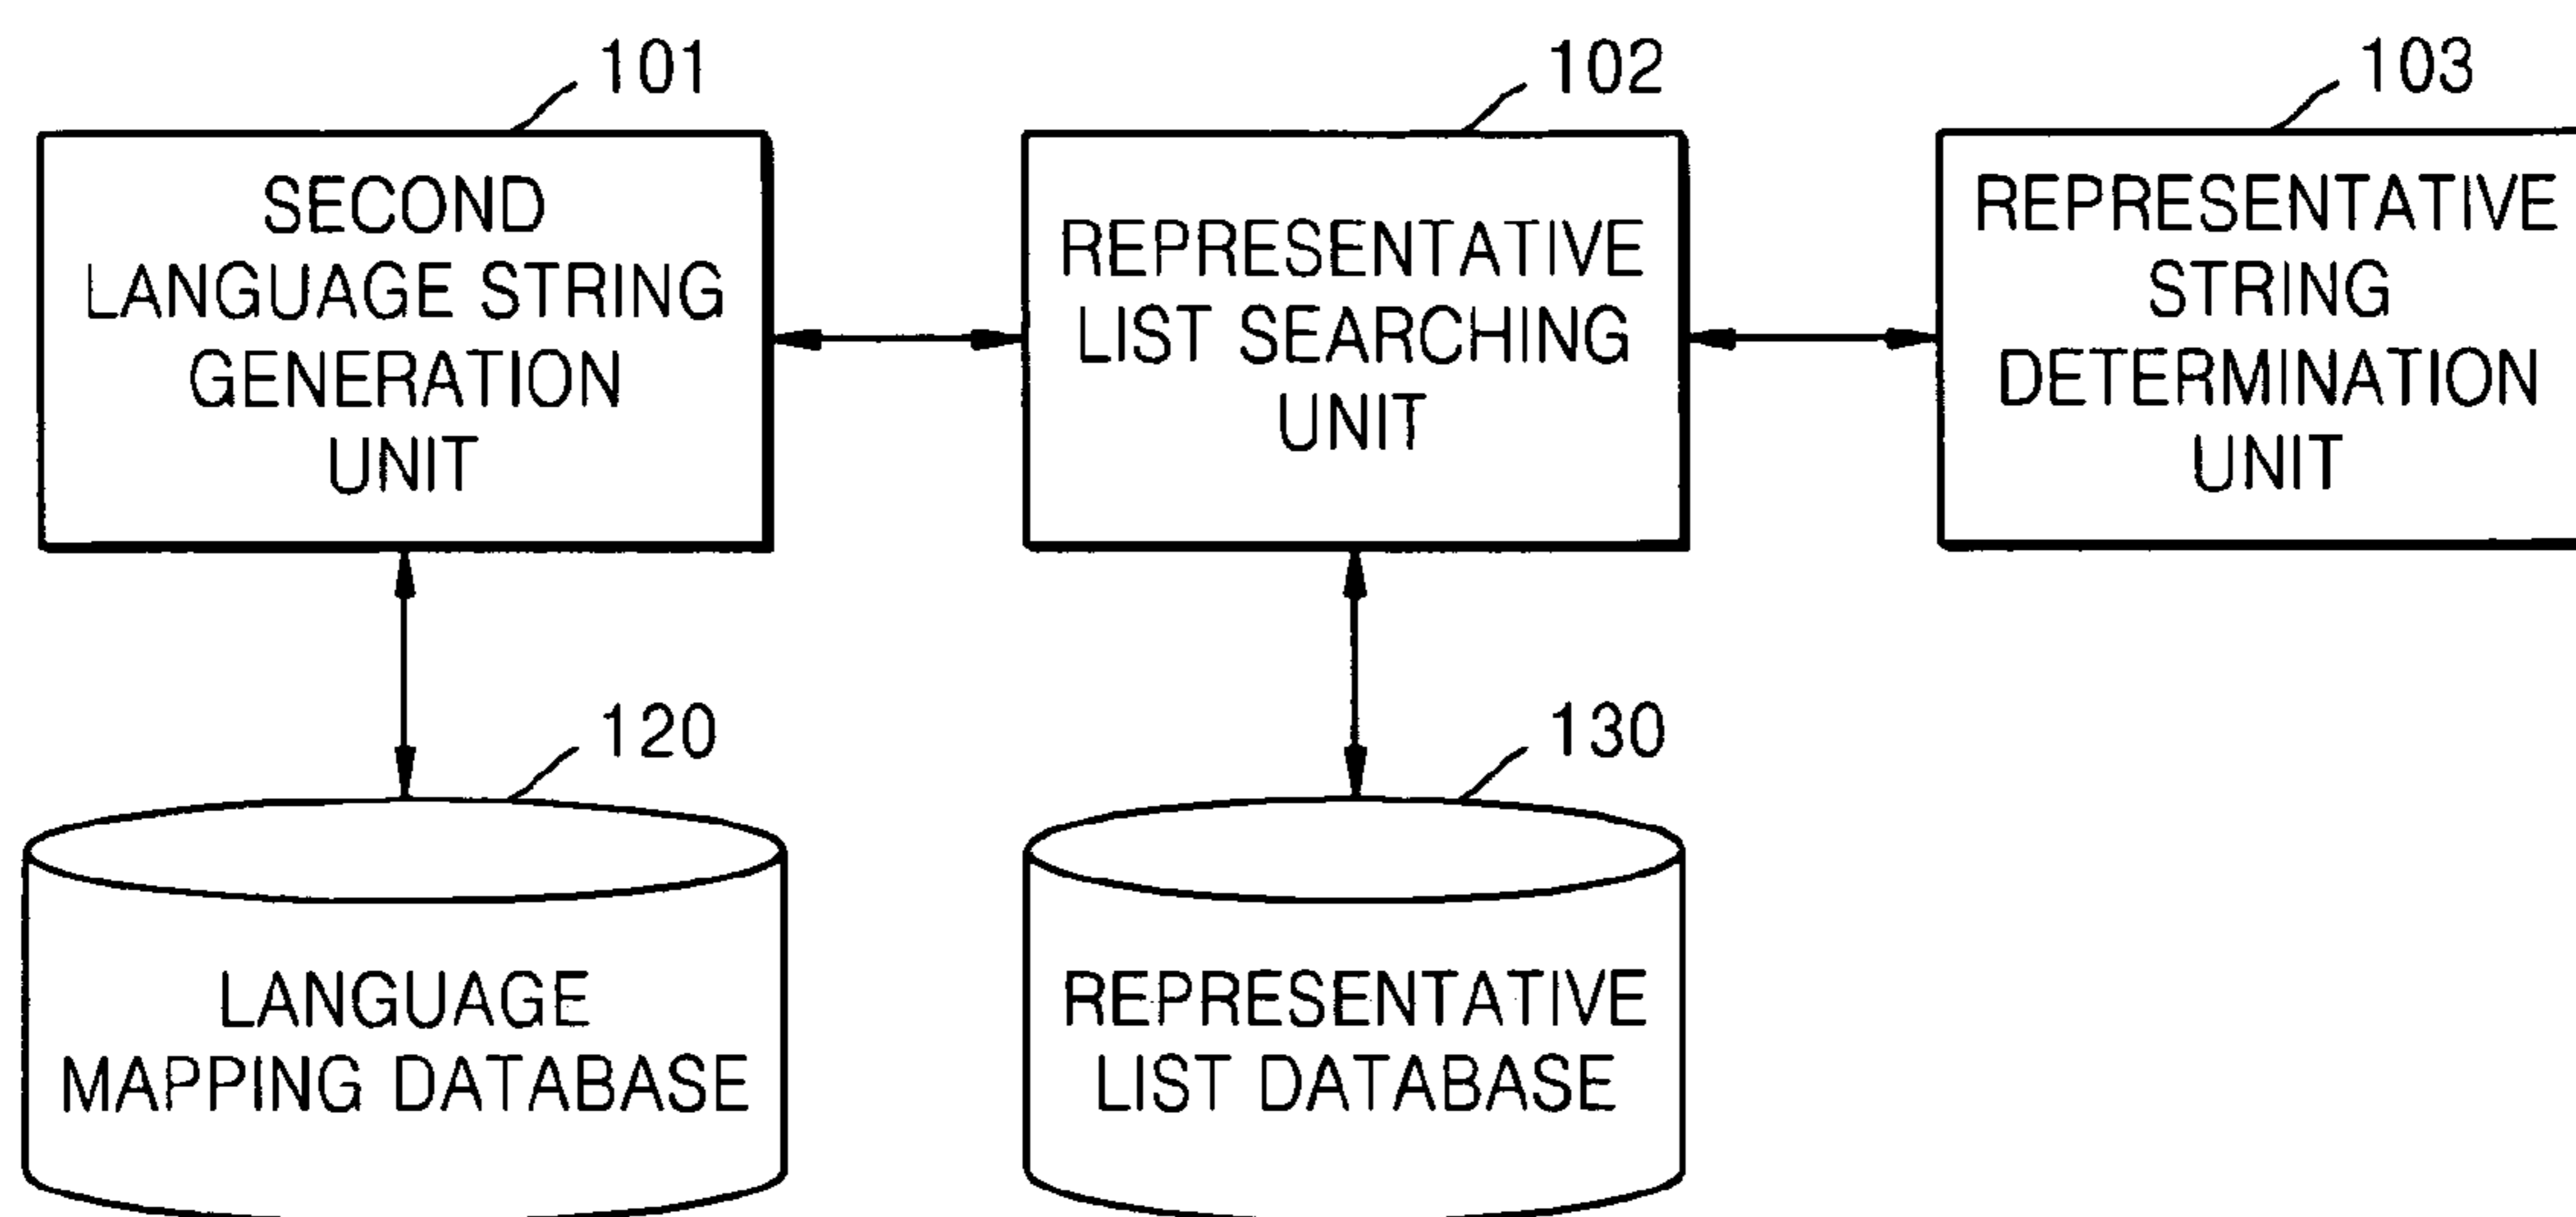 101
102
103
SECOND
LANGUAGE STRING
GENERATION
UNIT
REPRESENTATIVE
LIST SEARCHING
UNIT
REPRESENTATIVE
STRING
DETERMINATION
UNIT
120
130
LANGUAGE
MAPPING DATABASE
REPRESENTATIVE
LIST DATABASE